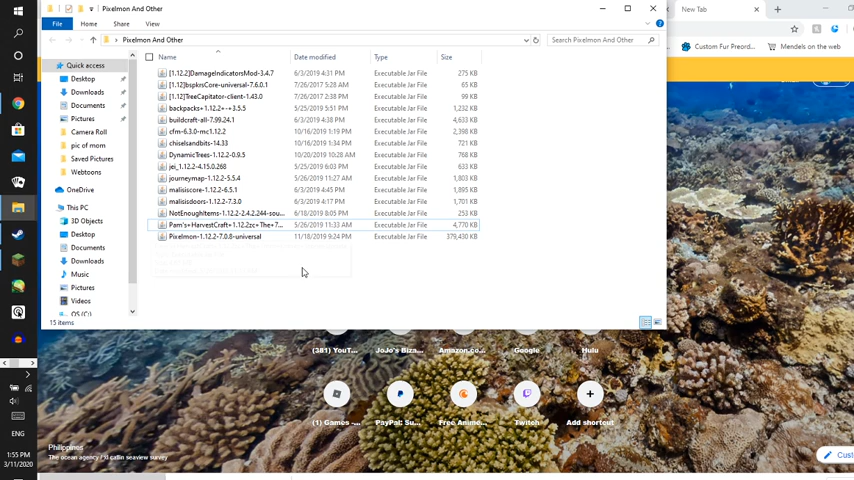 Pixelmon And Other
New Tab
File
Home
Share
View
Pixelmon And Other
Search Pixelmon And Other
Custom Fur Preord...
Mendels on the web
Name
Date modified
Type
Size
Quick access
Desktop
Downloads
Documents
Pictures
Camera Roll
pic of mom
Saved Pictures
Webtoons
OneDrive
This PC
3D Objects
Desktop
Documents
Downloads
Music
Pictures
Videos
OS (C:)
[1.12.2]DamageIndicatorsMod-3.4.7 6/3/2019 4:31 PM Executable Jar File 275 KB
[1.12]bspkrsCore-universal-7.6.0.1 7/26/2017 5:28 AM Executable Jar File 65 KB
[1.12]TreeCapitator-client-1.43.0 7/26/2017 2:38 PM Executable Jar File 99 KB
backpacks+1.12.2+-+3.5.5 5/25/2019 5:51 PM Executable Jar File 1,232 KB
buildcraft-all-7.99.24.1 6/3/2019 4:38 PM Executable Jar File 4,633 KB
cfm-6.3.0-mc1.12.2 10/16/2019 1:19 PM Executable Jar File 2,398 KB
chiselsandbits-14.33 10/16/2019 1:34 PM Executable Jar File 721 KB
DynamicTrees-1.12.2-0.9.5 10/20/2019 10:28 AM Executable Jar File 768 KB
jei_1.12.2-4.15.0.268 5/25/2019 6:03 PM Executable Jar File 633 KB
journeymap-1.12.2-5.5.4 5/26/2019 11:27 AM Executable Jar File 1,803 KB
malisiscore-1.12.2-6.5.1 6/3/2019 4:45 PM Executable Jar File 1,895 KB
malisisdoors-1.12.2-7.3.0 6/3/2019 4:17 PM Executable Jar File 1,701 KB
NotEnoughItems-1.12.2-2.4.2.244-sou... 6/18/2019 8:05 PM Executable Jar File 253 KB
Pam's+HarvestCraft+1.12.2zc+The+7... 5/26/2019 11:33 AM Executable Jar File 4,770 KB
Pixelmon-1.12.2-7.0.8-universal 11/18/2019 9:24 PM Executable Jar File 379,430 KB
15 items
(381) YouT...
JoJo's Biza...
Amazon.co...
Google
Hulu
(1) Games -...
PayPal: Su...
Free Anime...
Twitch
Add shortcut
Philippines
The ocean agency / xl catlin seaview survey
Cust
ENG
1:55 PM
3/11/2020